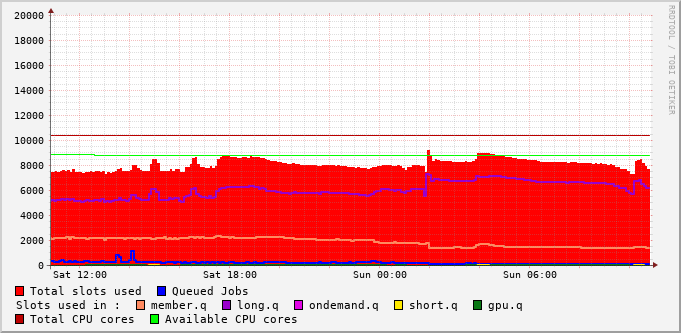 20000
18000
16000
14000
12000
10000
8000
6000
4000
2000
0
Sat 12:00 Sat 18:00 Sun 00:00 Sun 06:00
RRDTOOL / TOBI OETIKER
Total slots used Queued Jobs
Slots used in : member.q long.q ondemand.q short.q gpu.q
Total CPU cores Available CPU cores